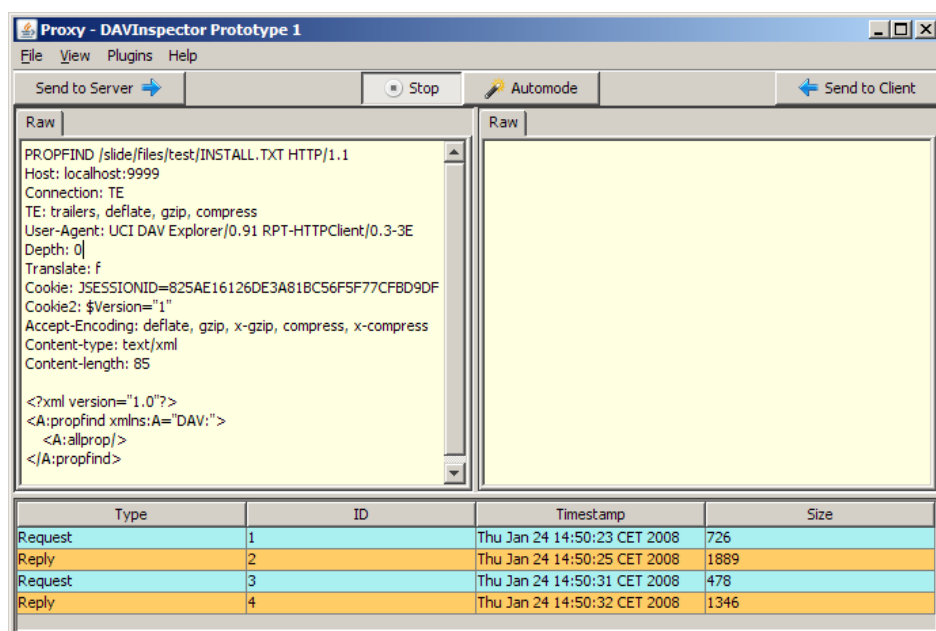 Proxy - DAVInspector Prototype 1
File View Plugins Help
Send to Server Stop Automode Send to Client
Raw Raw
PROPFIND /slide/files/test/INSTALL.TXT HTTP/1.1
Host: localhost:9999
Connection: TE
TE: trailers, deflate, gzip, compress
User-Agent: UCI DAV Explorer/0.91 RPT-HTTPClient/0.3-3E
Depth: 0
Translate: f
Cookie: JSESSIONID=825AE16126DE3A81BC56F5F77CFBD9DF
Cookie2: $Version="1"
Accept-Encoding: deflate, gzip, x-gzip, compress, x-compress
Content-type: text/xml
Content-length: 85
<?xml version="1.0"?>
<A:propfind xmlns:A="DAV:">
<A:allprop/>
</A:propfind>
Type ID Timestamp Size
Request 1 Thu Jan 24 14:50:23 CET 2008 726
Reply 2 Thu Jan 24 14:50:25 CET 2008 1889
Request 3 Thu Jan 24 14:50:31 CET 2008 478
Reply 4 Thu Jan 24 14:50:32 CET 2008 1346